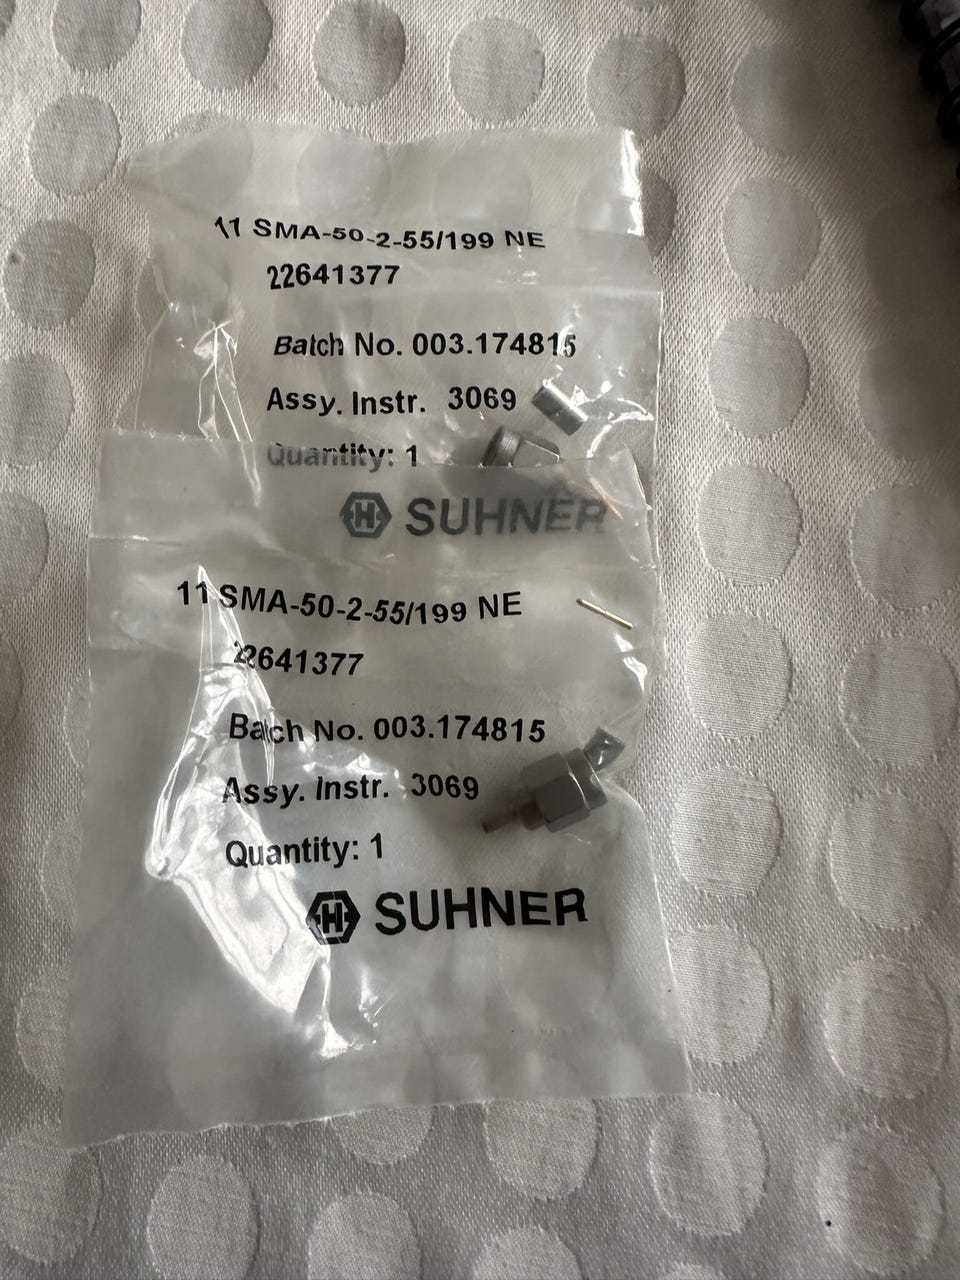 11 SMA-50-2-55/199 NE
22641377
Batch No. 003.174815
Assy. Instr. 3069
Quantity: 1
H SUHNER
11 SMA-50-2-55/199 NE
22641377
Batch No. 003.174815
Assy. Instr. 3069
Quantity: 1
H SUHNER